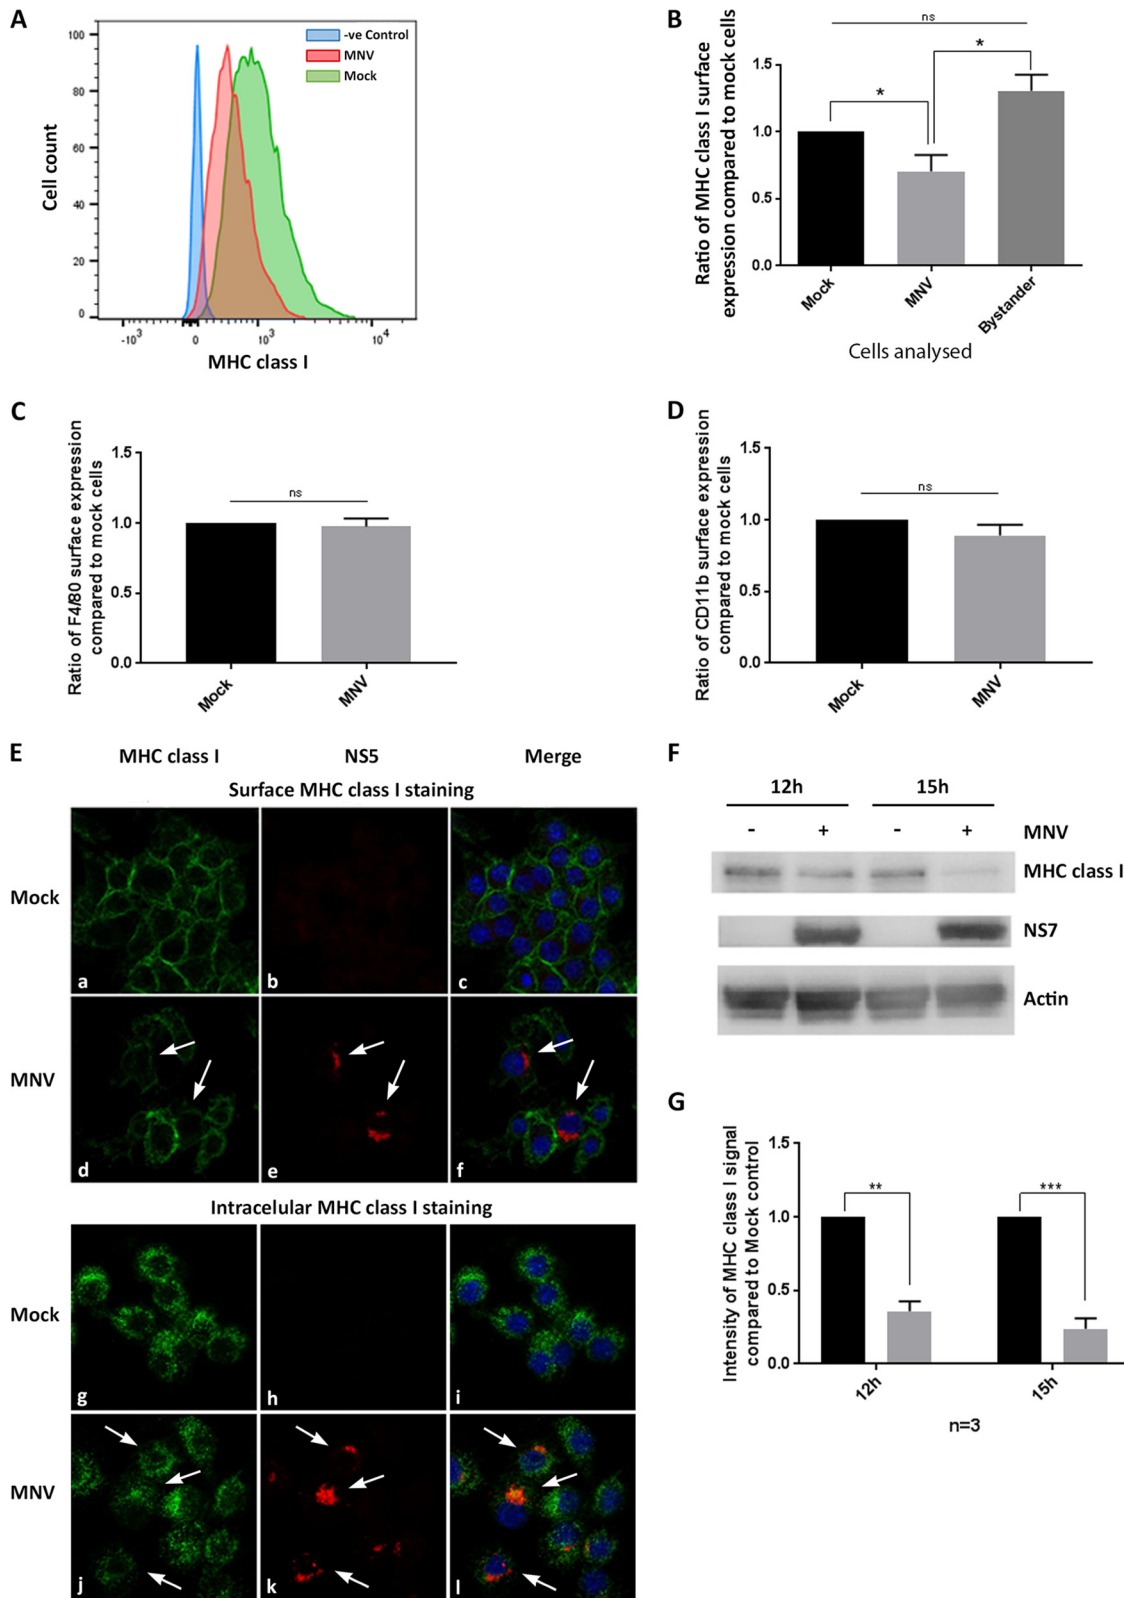 A
-ve Control
MNV
Mock
100
80
60
40
20
0
Cell count
-10³ 0 10³ 10⁴
MHC class I
B
ns
*
*
1.5
1.0
0.5
0.0
Ratio of MHC class I surface
expression compared to mock cells
Mock
MNV
Bystander
Cells analysed
C
1.5
1.0
0.5
0.0
ns
Ratio of F4/80 surface expression
compared to mock cells
Mock
MNV
D
1.5
1.0
0.5
0.0
ns
Ratio of CD11b surface expression
compared to mock cells
Mock
MNV
E
MHC class I NS5 Merge
Surface MHC class I staining
Mock
a b c
MNV
d e f
Intracelular MHC class I staining
Mock
g h i
MNV
j k l
F
12h 15h
- + - + MNV
MHC class I
NS7
Actin
G
1.5
1.0
0.5
0.0
** ***
Intensity of MHC class I signal
compared to Mock control
12h
15h
n=3